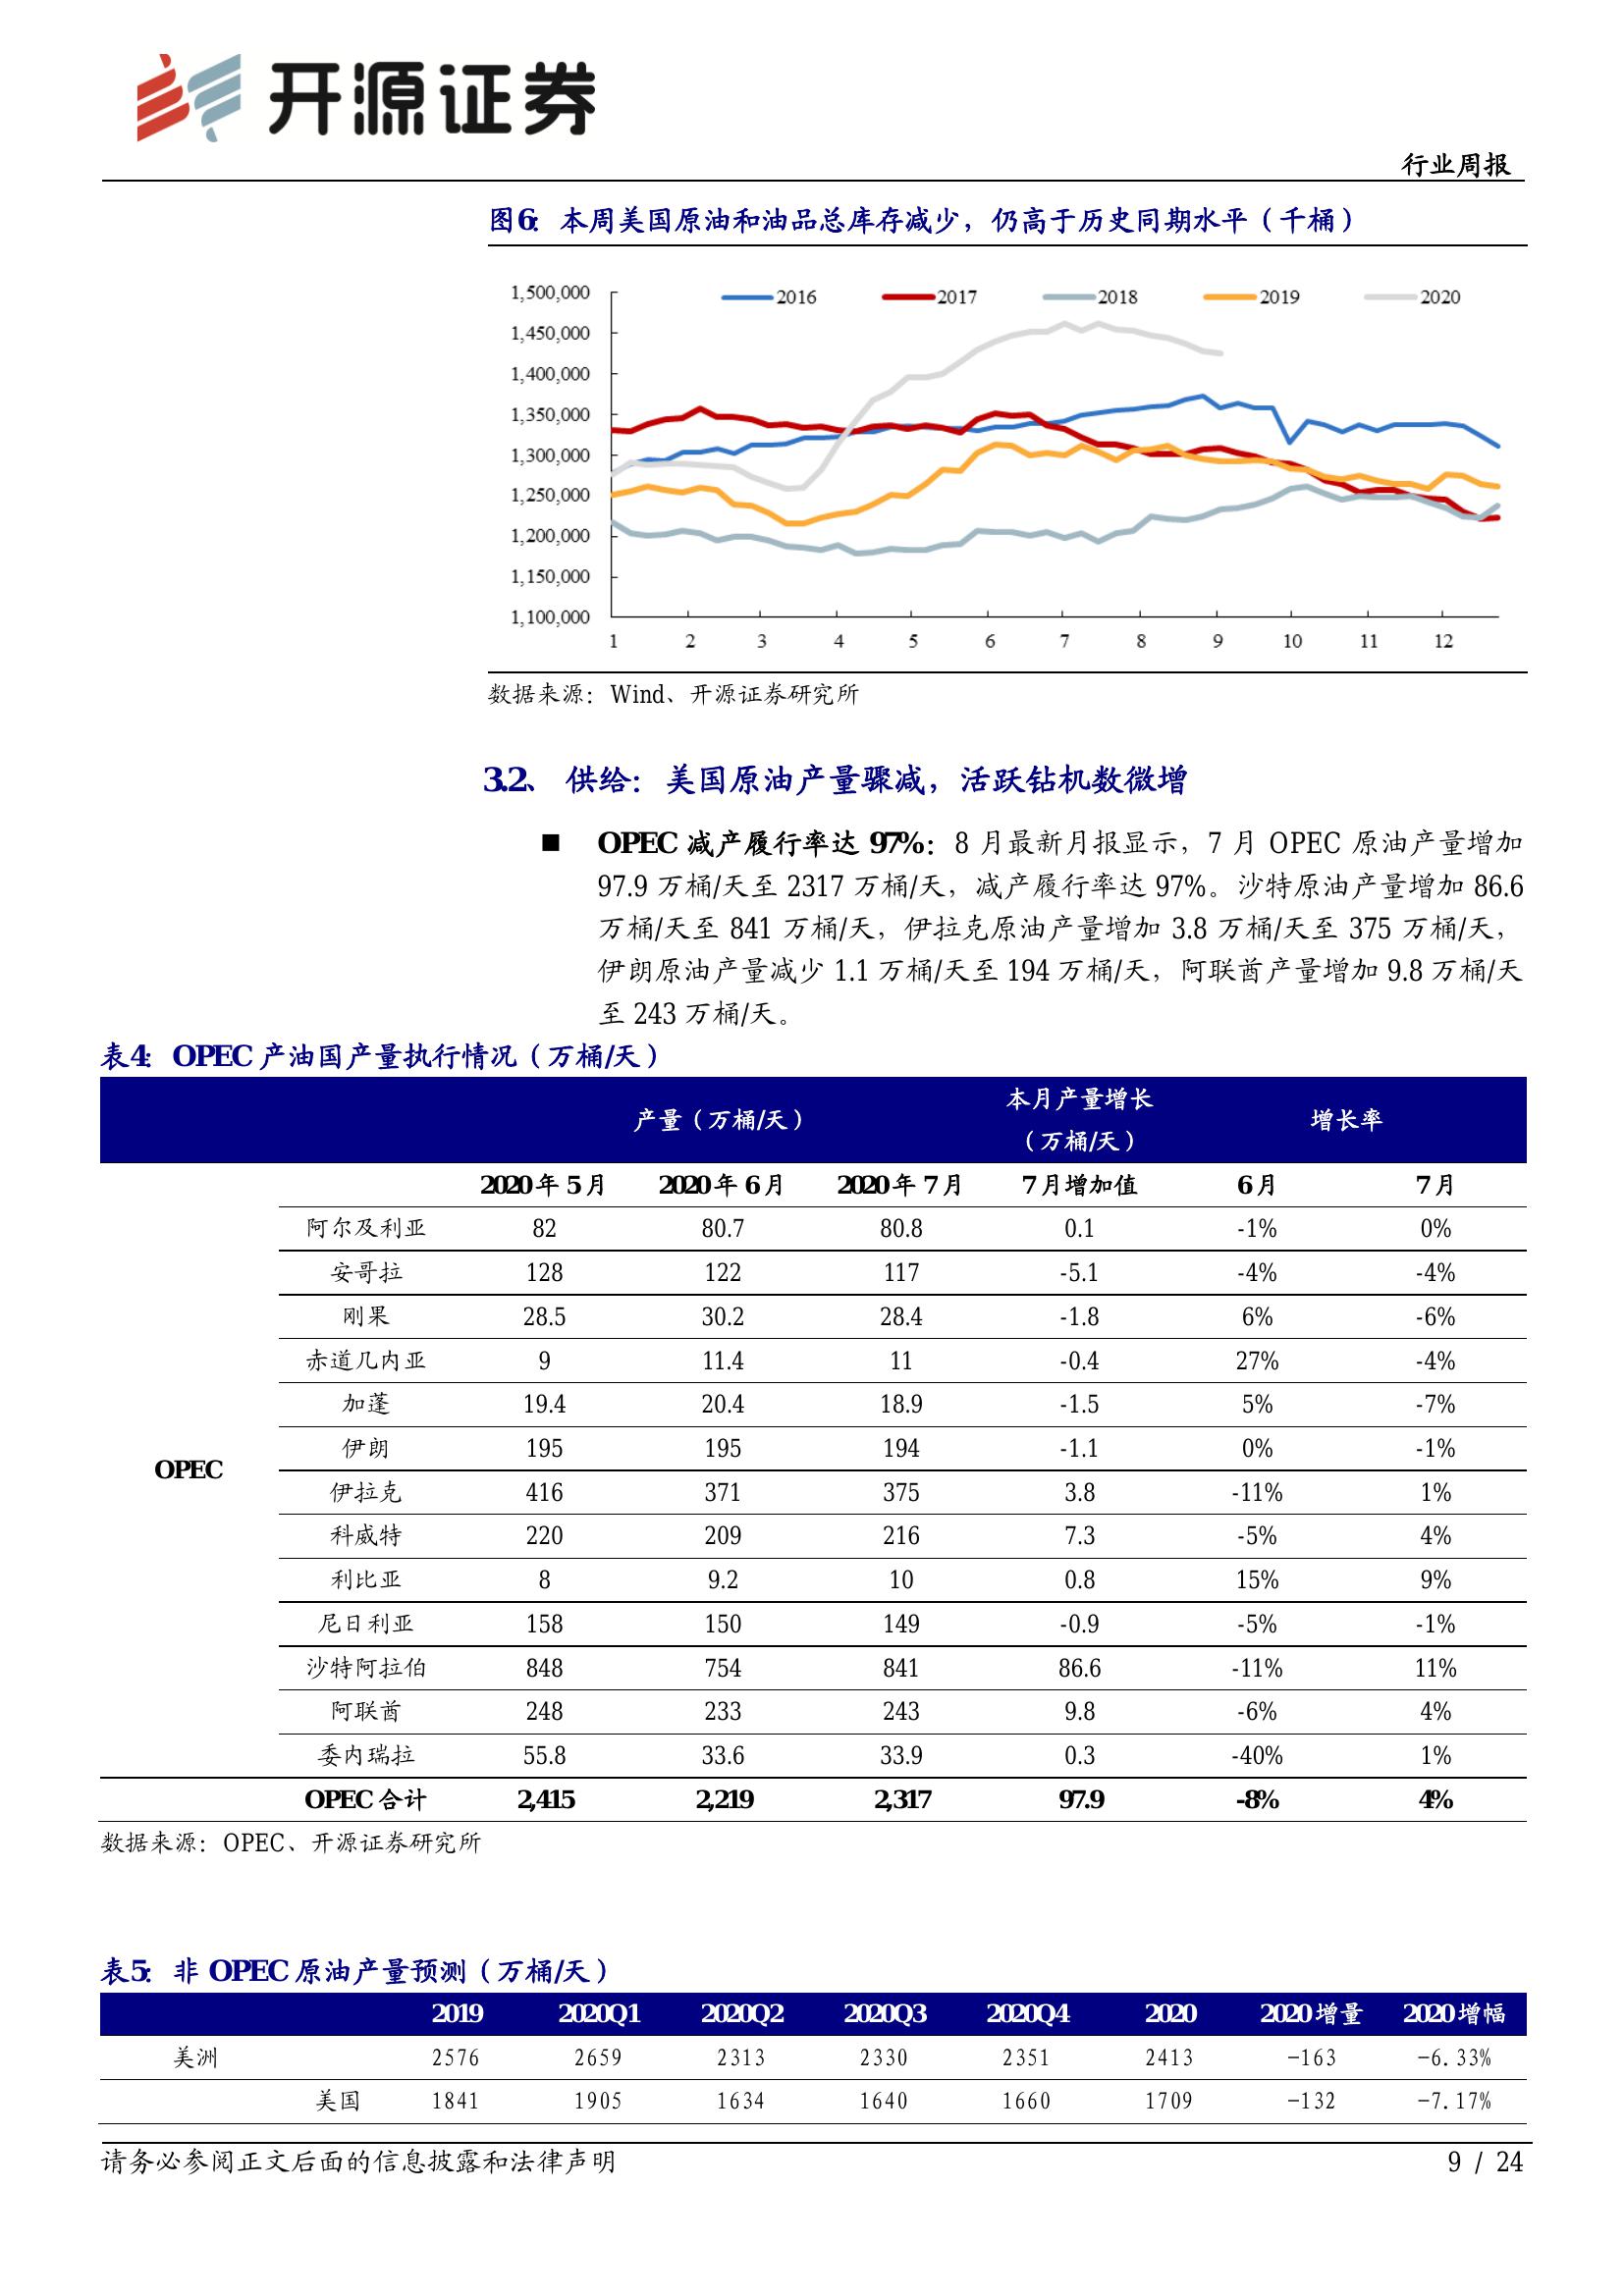 开源证券
行业周报
图6：本周美国原油和油品总库存减少，仍高于历史同期水平（千桶）
2016 2017 2018 2019 2020
1,500,000
1,450,000
1,400,000
1,350,000
1,300,000
1,250,000
1,200,000
1,150,000
1,100,000
1 2 3 4 5 6 7 8 9 10 11 12
数据来源：Wind、开源证券研究所
3.2、 供给：美国原油产量骤减，活跃钻机数微增
■ OPEC 减产履行率达 97%：8 月最新月报显示，7 月 OPEC 原油产量增加
97.9 万桶/天至 2317 万桶/天，减产履行率达 97%。沙特原油产量增加 86.6
万桶/天至 841 万桶/天，伊拉克原油产量增加 3.8 万桶/天至 375 万桶/天，
伊朗原油产量减少 1.1 万桶/天至 194 万桶/天，阿联酋产量增加 9.8 万桶/天
至 243 万桶/天。
表4：OPEC 产油国产量执行情况（万桶/天）
产量（万桶/天） 本月产量增长（万桶/天） 增长率
2020 年 5 月 2020 年 6 月 2020 年 7 月 7 月增加值 6 月 7 月
阿尔及利亚 82 80.7 80.8 0.1 -1% 0%
安哥拉 128 122 117 -5.1 -4% -4%
刚果 28.5 30.2 28.4 -1.8 6% -6%
赤道几内亚 9 11.4 11 -0.4 27% -4%
加蓬 19.4 20.4 18.9 -1.5 5% -7%
伊朗 195 195 194 -1.1 0% -1%
OPEC
伊拉克 416 371 375 3.8 -11% 1%
科威特 220 209 216 7.3 -5% 4%
利比亚 8 9.2 10 0.8 15% 9%
尼日利亚 158 150 149 -0.9 -5% -1%
沙特阿拉伯 848 754 841 86.6 -11% 11%
阿联酋 248 233 243 9.8 -6% 4%
委内瑞拉 55.8 33.6 33.9 0.3 -40% 1%
OPEC 合计 2,415 2,219 2,317 97.9 -8% 4%
数据来源：OPEC、开源证券研究所
表5：非 OPEC 原油产量预测（万桶/天）
2019 2020Q1 2020Q2 2020Q3 2020Q4 2020 2020 增量 2020 增幅
美洲 2576 2659 2313 2330 2351 2413 -163 -6.33%
美国 1841 1905 1634 1640 1660 1709 -132 -7.17%
请务必参阅正文后面的信息披露和法律声明
9 / 24